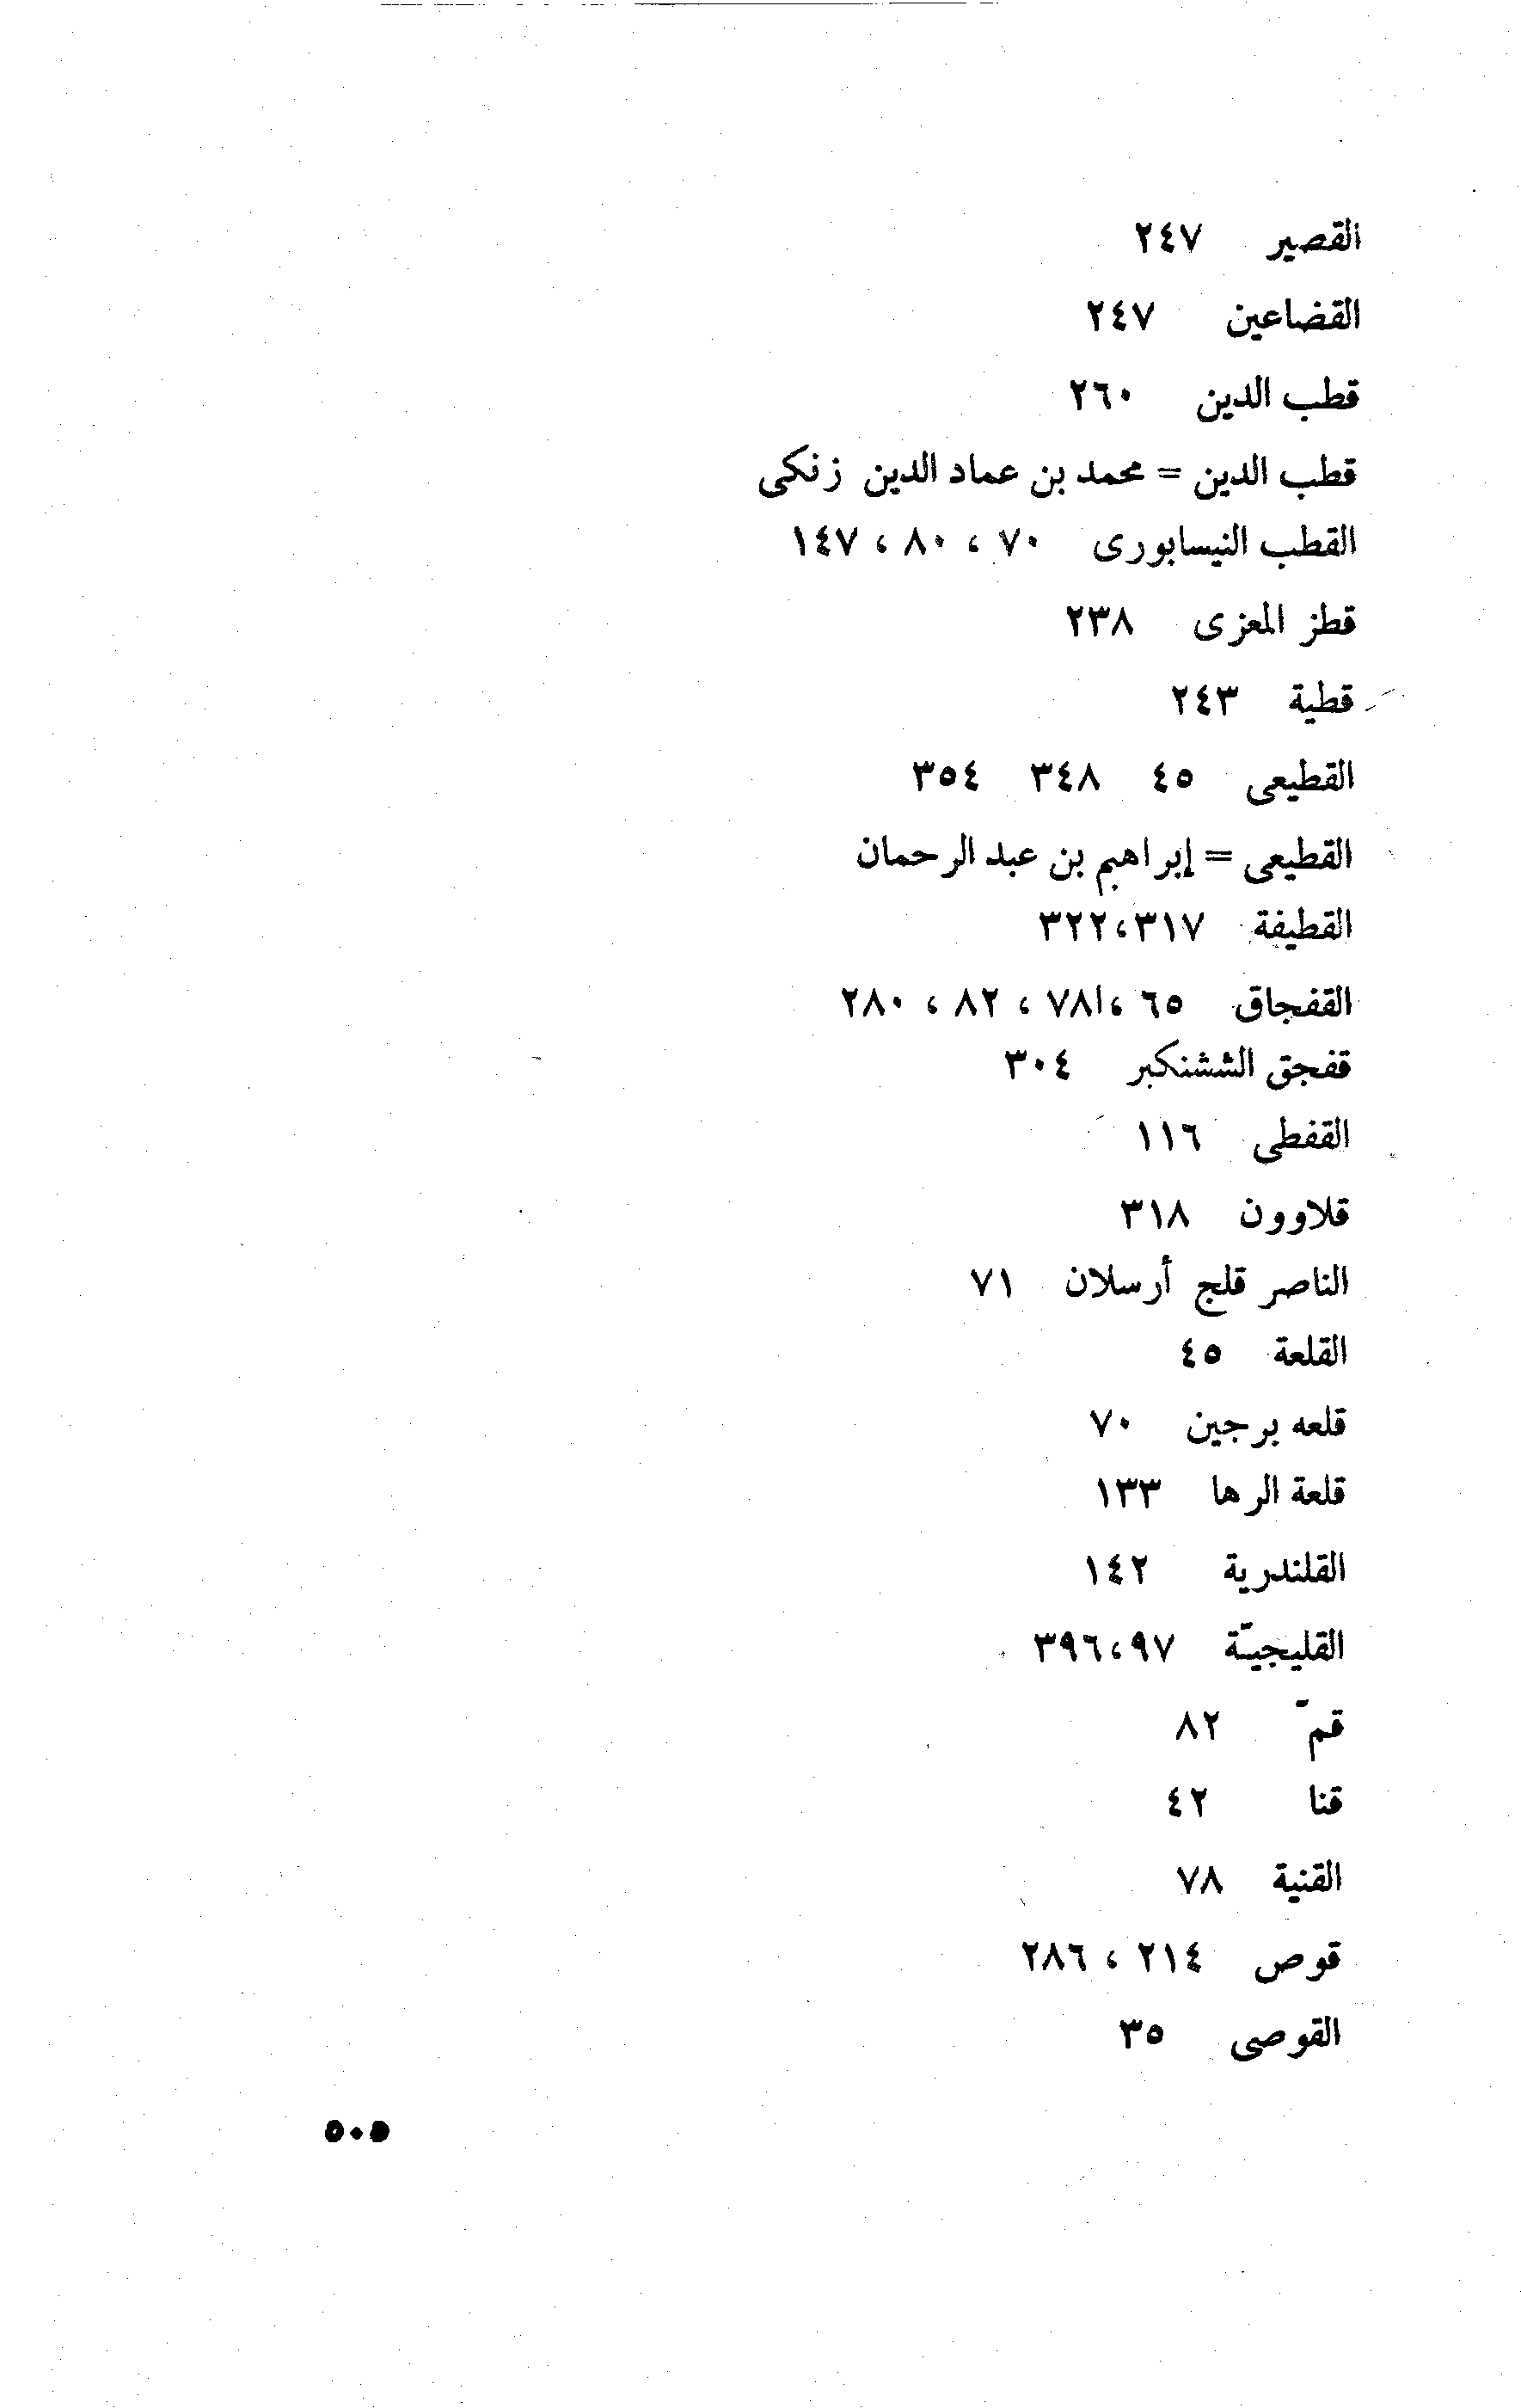 القصير ٢٤٧
القضاعين ٢٤٧
قطب الدين ٢٦٠
قطب الدين = محمد بن عماد الدين زنكى
القطب النيسابورى ٧٠ ، ٨٠ ، ١٤٧
قطز المعزى ٢٣٨
قطية ٢٤٣
القطيعى ٤٥ ٣٤٨ ٣٥٤
القطيعى = إبراهيم بن عبد الرحمان
القطيفة ٣١٧،٣٢٢
القفجاق ٦٥ ،٧٨ ، ٨٢ ، ٢٨٠
قفجق الششنكير ٣٠٤
القفطى ١١٦
قلاوون ٣١٨
الناصر قلج أرسلان ٧١
القلعة ٤٥
قلعه برجين ٧٠
قلعة الرها ١٣٣
القلندرية ١٤٢
القليجيّة ٩٧،٣٩٦
قمّ ٨٢
قنا ٤٢
القنية ٧٨
قوص ٢١٤ ، ٢٨٦
القوصى ٣٥
٥٠٥